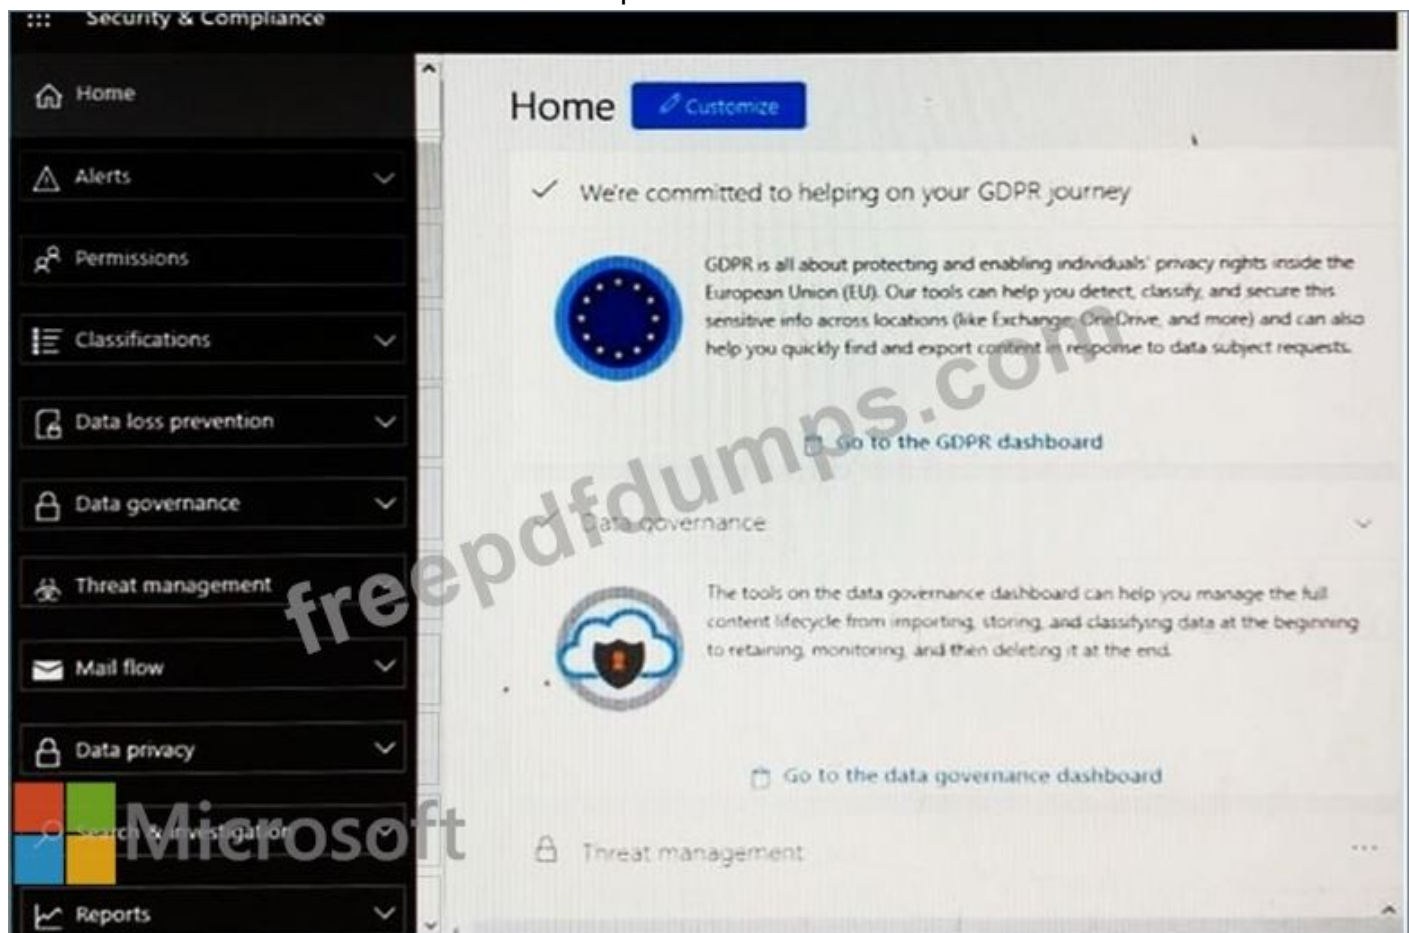 Security & Compliance
Home
Alerts
Permissions
Classifications
Data loss prevention
Data governance
Threat management
Mail flow
Data privacy
Search & investigation
Reports
Home Customize
We're committed to helping on your GDPR journey
GDPR is all about protecting and enabling individuals' privacy rights inside the
European Union (EU). Our tools can help you detect, classify, and secure this
sensitive info across locations (like Exchange, OneDrive, and more) and can also
help you quickly find and export content in response to data subject requests.
Go to the GDPR dashboard
Data governance
The tools on the data governance dashboard can help you manage the full
content lifecycle from importing, storing, and classifying data at the beginning
to retaining, monitoring, and then deleting it at the end.
Go to the data governance dashboard
Threat management
freepdfdumps.com
Microsoft